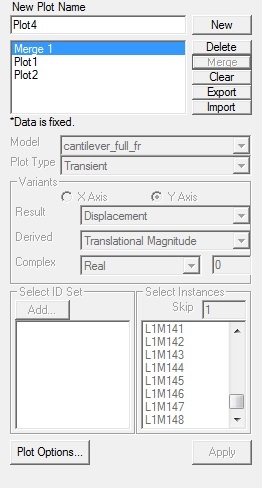 New Plot Name
Plot4
New
Merge 1
Plot1
Plot2
Delete
Merge
Clear
Export
Import
*Data is fixed.
Model
cantilever_full_fr
Plot Type
Transient
Variants
X Axis
Y Axis
Result
Displacement
Derived
Translational Magnitude
Complex
Real
0
Select ID Set
Add...
Select Instances
Skip
1
L1M141
L1M142
L1M143
L1M144
L1M145
L1M146
L1M147
L1M148
Plot Options...
Apply